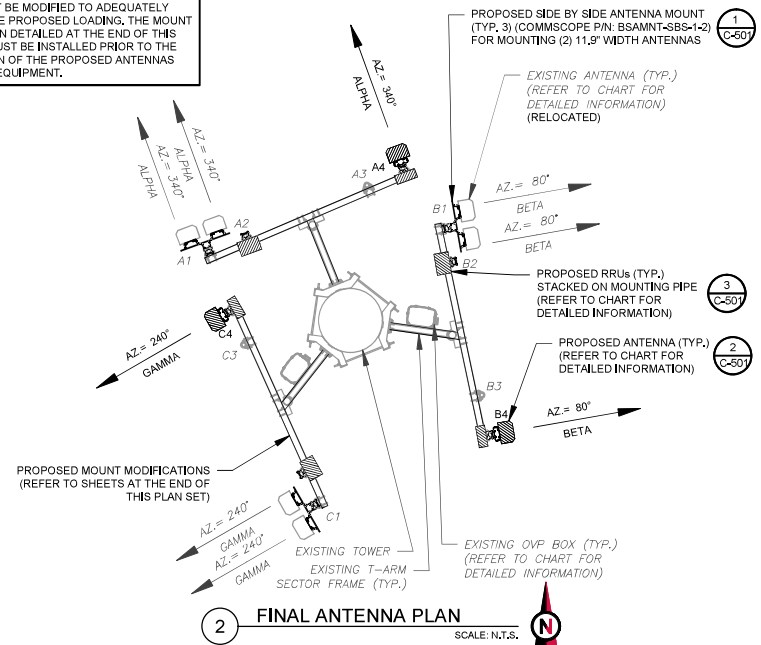 BE MODIFIED TO ADEQUATELY
PROPOSED LOADING. THE MOUNT
DETAILED AT THE END OF THIS
MUST BE INSTALLED PRIOR TO THE
OF THE PROPOSED ANTENNAS
EQUIPMENT.
PROPOSED SIDE BY SIDE ANTENNA MOUNT
(TYP. 3) (COMMSCOPE P/N: BSAMNT-SBS-1-2)
FOR MOUNTING (2) 11.9" WIDTH ANTENNAS
1
C-501
EXISTING ANTENNA (TYP.)
(REFER TO CHART FOR
DETAILED INFORMATION)
(RELOCATED)
AZ.= 340°
ALPHA
AZ.= 340°
ALPHA
AZ.= 340°
ALPHA
A1
A2
A3
A4
B1
AZ.= 80°
BETA
AZ.= 80°
BETA
B2
PROPOSED RRUs (TYP.)
STACKED ON MOUNTING PIPE
(REFER TO CHART FOR
DETAILED INFORMATION)
3
C-501
PROPOSED ANTENNA (TYP.)
(REFER TO CHART FOR
DETAILED INFORMATION)
2
C-501
C4
C3
AZ.= 240°
GAMMA
B3
B4
AZ.= 80°
BETA
PROPOSED MOUNT MODIFICATIONS
(REFER TO SHEETS AT THE END OF
THIS PLAN SET)
C1
AZ.= 240°
GAMMA
AZ.= 240°
GAMMA
EXISTING TOWER
EXISTING T-ARM
SECTOR FRAME (TYP.)
EXISTING OVP BOX (TYP.)
(REFER TO CHART FOR
DETAILED INFORMATION)
2
FINAL ANTENNA PLAN
SCALE: N.T.S.
N